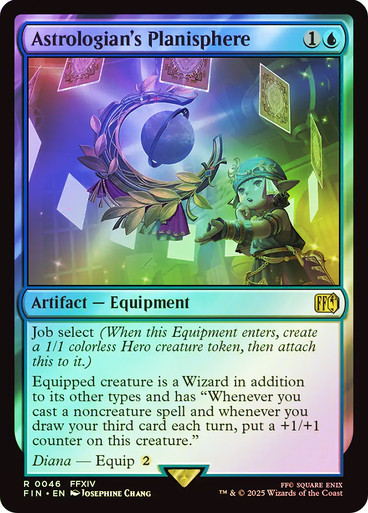 Astrologian's Planisphere 1
Artifact — Equipment
FFXIV
Job select (When this Equipment enters, create
a 1/1 colorless Hero creature token, then attach
this to it.)
Equipped creature is a Wizard in addition
to its other types and has “Whenever you
cast a noncreature spell and whenever you
draw your third card each turn, put a +1/+1
counter on this creature.”
Diana — Equip 2
R 0046 FFXIV
FIN • EN Josephine Chang
FF© SQUARE ENIX
™ & © 2025 Wizards of the Coast